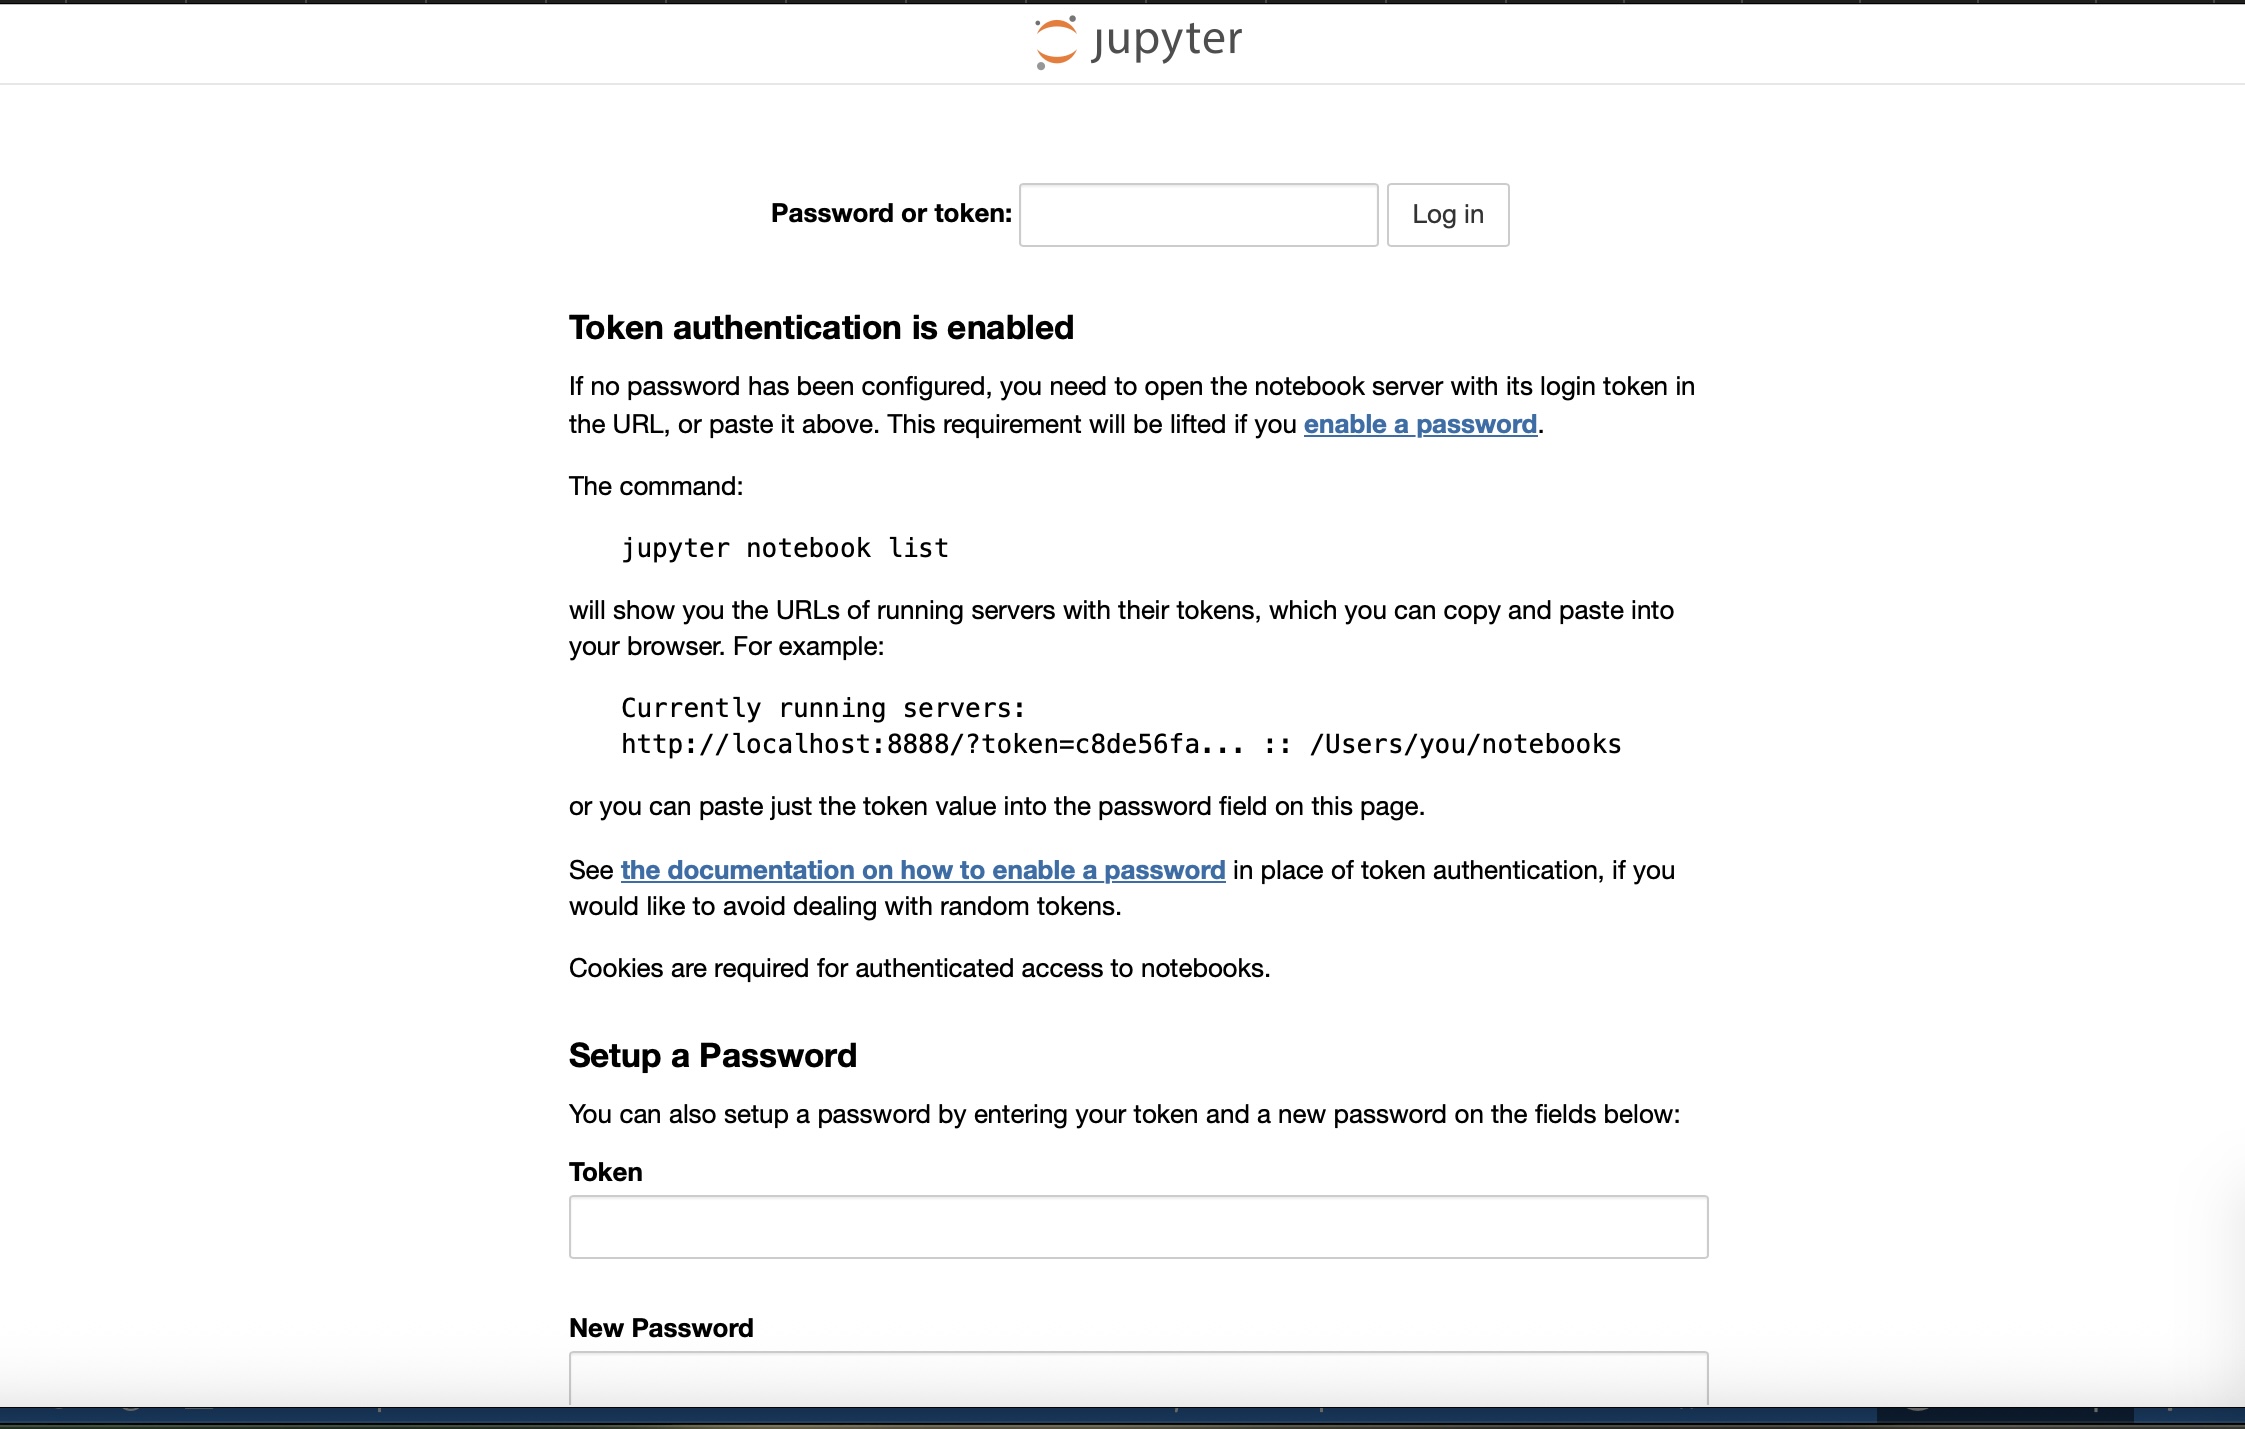 jupyter
Password or token:
Log in
Token authentication is enabled
If no password has been configured, you need to open the notebook server with its login token in
the URL, or paste it above. This requirement will be lifted if you enable a password.
The command:
jupyter notebook list
will show you the URLs of running servers with their tokens, which you can copy and paste into
your browser. For example:
Currently running servers:
http://localhost:8888/?token=c8de56fa... :: /Users/you/notebooks
or you can paste just the token value into the password field on this page.
See the documentation on how to enable a password in place of token authentication, if you
would like to avoid dealing with random tokens.
Cookies are required for authenticated access to notebooks.
Setup a Password
You can also setup a password by entering your token and a new password on the fields below:
Token
New Password